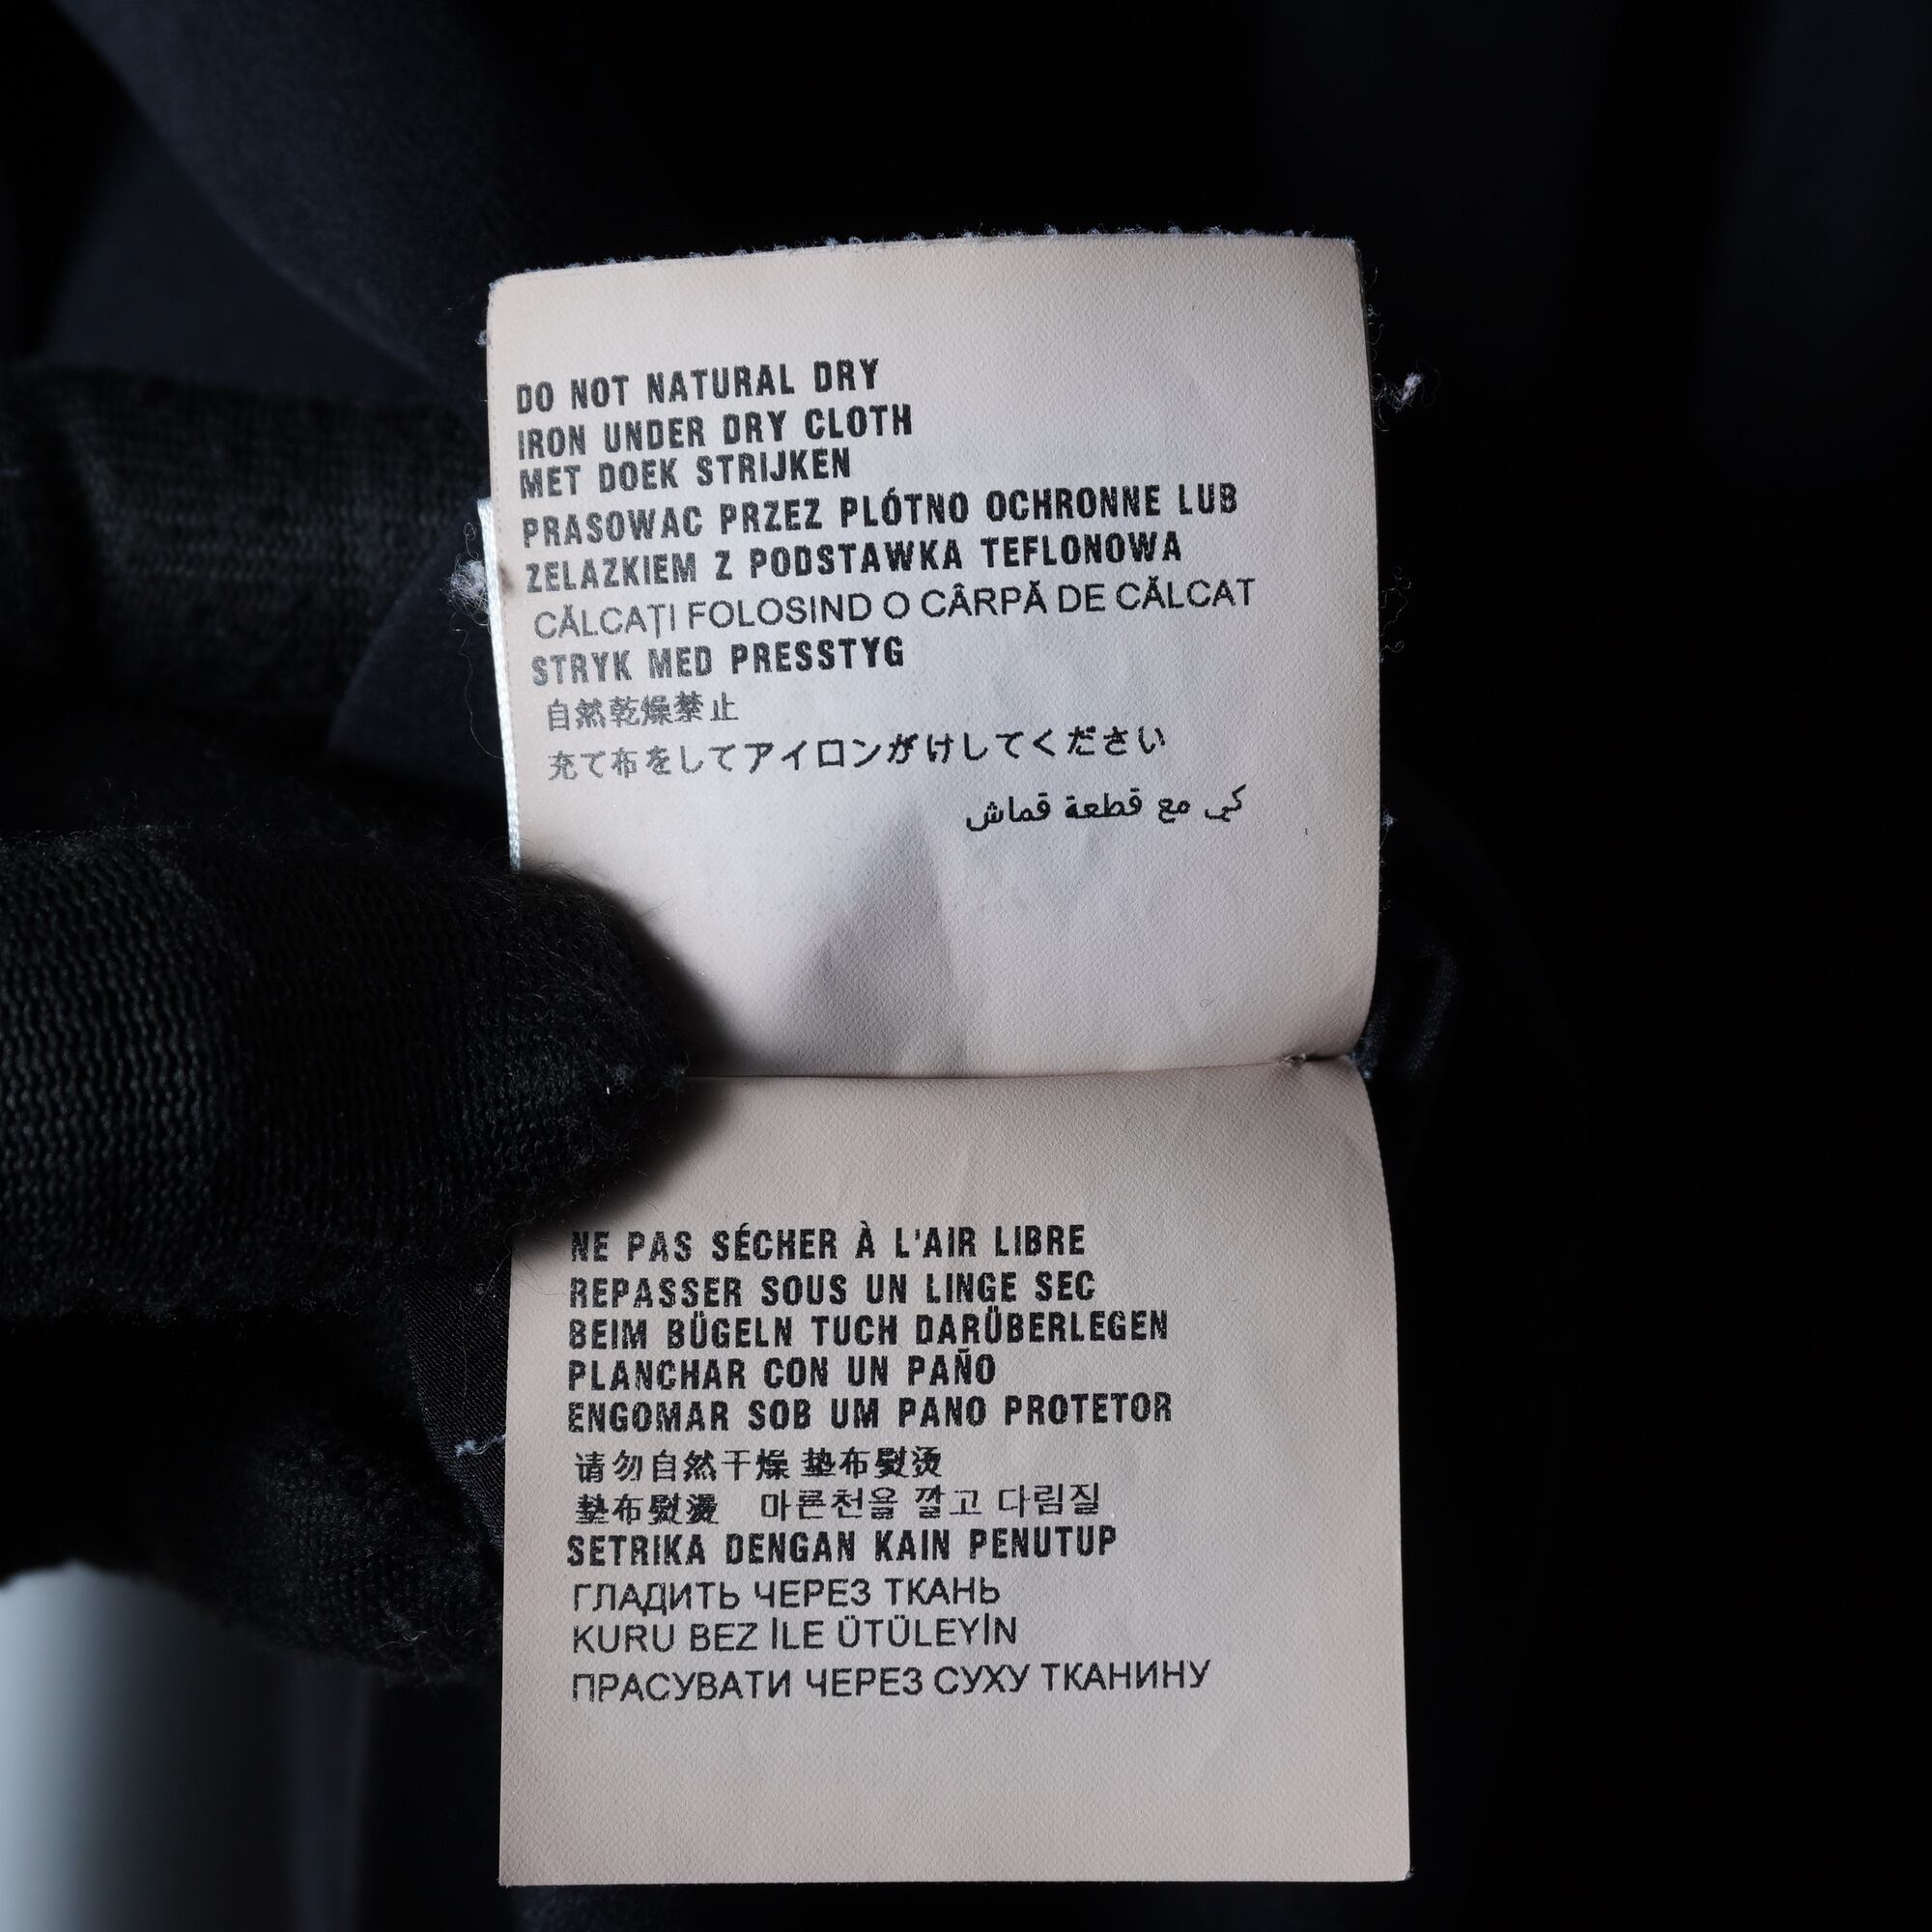 DO NOT NATURAL DRY
IRON UNDER DRY CLOTH
MET DOEK STRIJKEN
PRASOWAC PRZEZ PLÓTNO OCHRONNE LUB
ZELAZKIEM Z PODSTAWKA TEFLONOWA
CĂLCAȚI FOLOSIND O CÂRPĂ DE CĂLCAT
STRYK MED PRESSTYG
自然乾燥禁止
充て布をしてアイロンがけしてください
كي مع قطعة قماش
NE PAS SÉCHER À L'AIR LIBRE
REPASSER SOUS UN LINGE SEC
BEIM BÜGELN TUCH DARÜBERLEGEN
PLANCHAR CON UN PAÑO
ENGOMAR SOB UM PANO PROTETOR
请勿自然干燥 垫布熨烫
墊布熨燙 마른천을 깔고 다림질
SETRIKA DENGAN KAIN PENUTUP
ГЛАДИТЬ ЧЕРЕЗ ТКАНЬ
KURU BEZ İLE ÜTÜLEYİN
ПРАСУВАТИ ЧЕРЕЗ СУХУ ТКАНИНУ